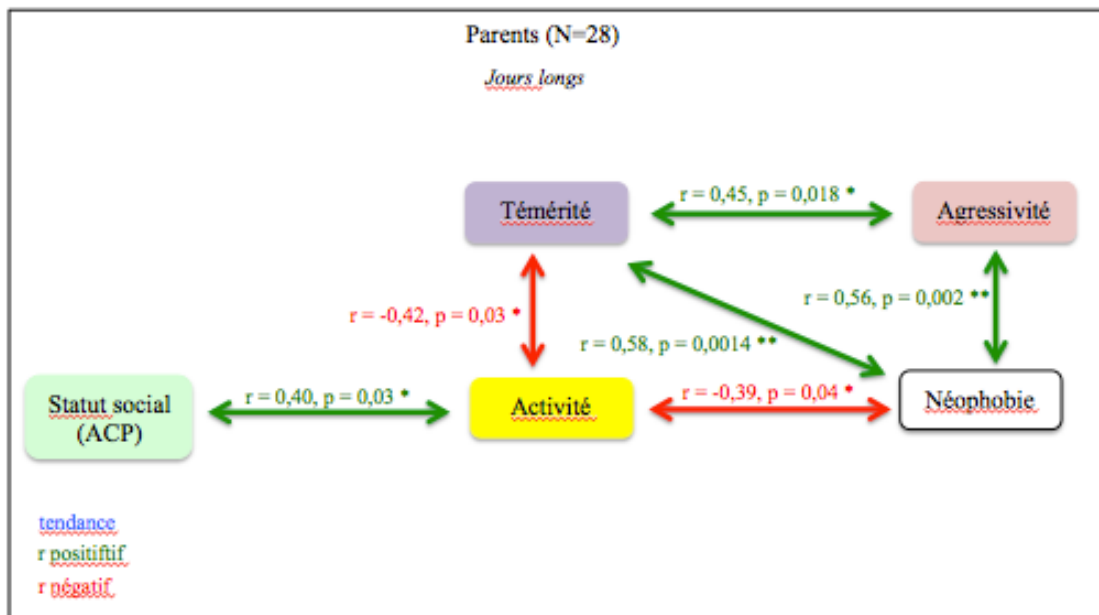 Parents (N=28)
Jours longs
Témérité
r = 0,45, p = 0,018 *
Agressivité
r = -0,42, p = 0,03 *
r = 0,56, p = 0,002 **
r = 0,58, p = 0,0014 **
Statut social
(ACP)
r = 0,40, p = 0,03 *
Activité
r = -0,39, p = 0,04 *
Néophobie
tendance
r positiftif
r négatif